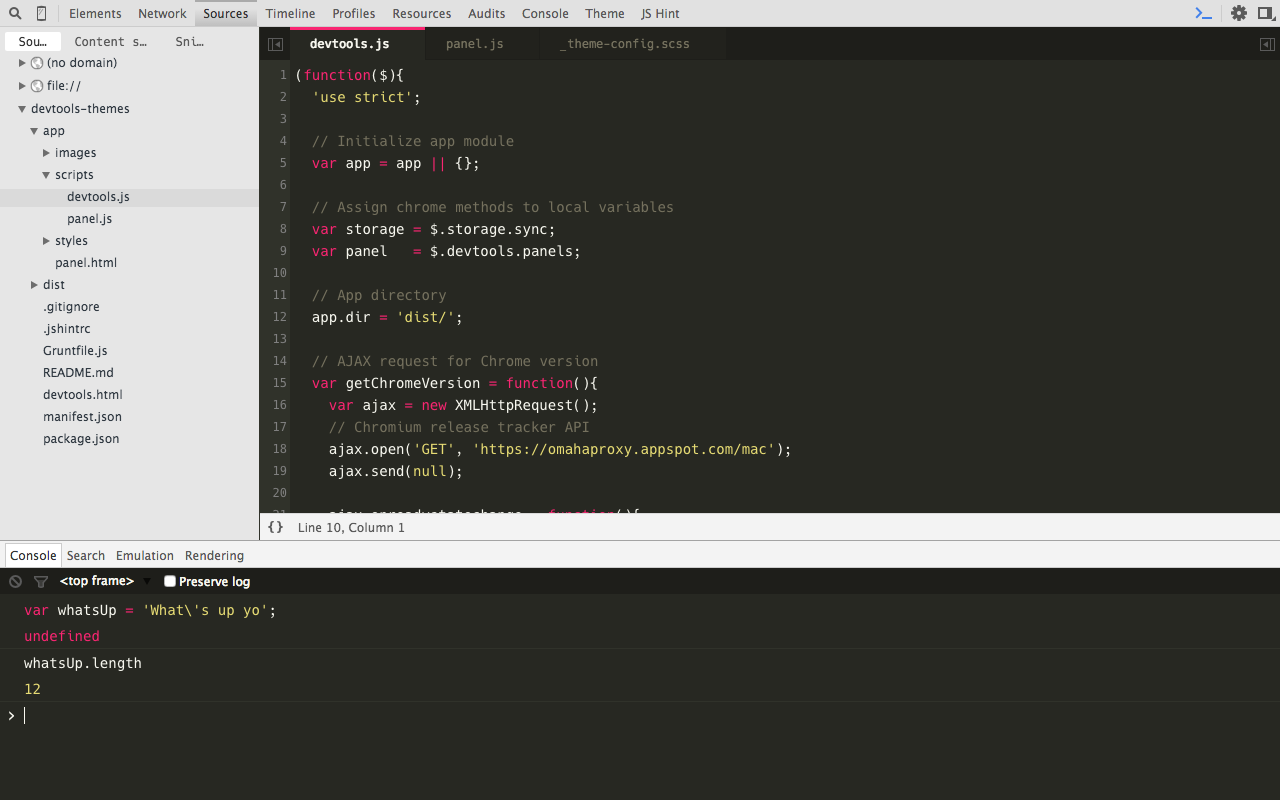 Elements Network Sources Timeline Profiles Resources Audits Console Theme JS Hint
Sou… Content s… Sni…
(no domain)
file://
devtools-themes
app
images
scripts
devtools.js
panel.js
styles
panel.html
dist
.gitignore
.jshintrc
Gruntfile.js
README.md
devtools.html
manifest.json
package.json
devtools.js panel.js _theme-config.scss
1 (function($){
2 'use strict';
3
4 // Initialize app module
5 var app = app || {};
6
7 // Assign chrome methods to local variables
8 var storage = $.storage.sync;
9 var panel   = $.devtools.panels;
10
11 // App directory
12 app.dir = 'dist/';
13
14 // AJAX request for Chrome version
15 var getChromeVersion = function(){
16 var ajax = new XMLHttpRequest();
17 // Chromium release tracker API
18 ajax.open('GET', 'https://omahaproxy.appspot.com/mac');
19 ajax.send(null);
20
21 ajax.onreadystatechange = function(){
{} Line 10, Column 1
Console Search Emulation Rendering
<top frame> Preserve log
var whatsUp = 'What\'s up yo';
undefined
whatsUp.length
12
>